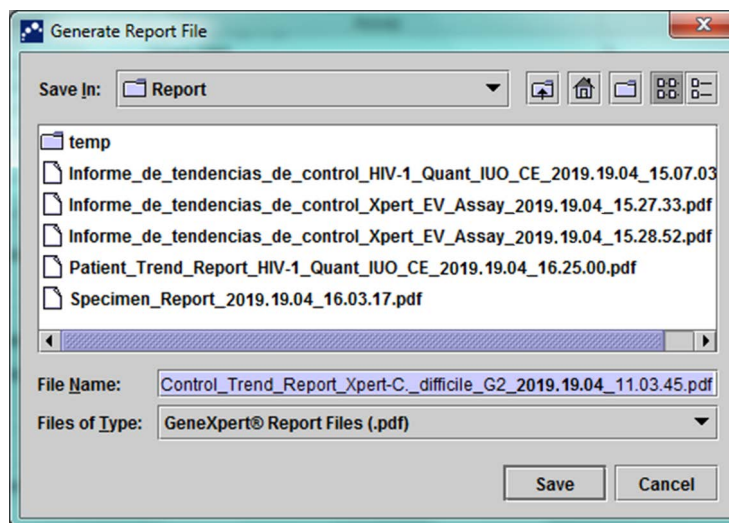 Generate Report File
Save In: Report
temp
Informe_de_tendencias_de_control_HIV-1_Quant_IUO_CE_2019.19.04_15.07.03
Informe_de_tendencias_de_control_Xpert_EV_Assay_2019.19.04_15.27.33.pdf
Informe_de_tendencias_de_control_Xpert_EV_Assay_2019.19.04_15.28.52.pdf
Patient_Trend_Report_HIV-1_Quant_IUO_CE_2019.19.04_16.25.00.pdf
Specimen_Report_2019.19.04_16.03.17.pdf
File Name: Control_Trend_Report_Xpert-C._difficile_G2_2019.19.04_11.03.45.pdf
Files of Type: GeneXpert® Report Files (.pdf)
Save Cancel